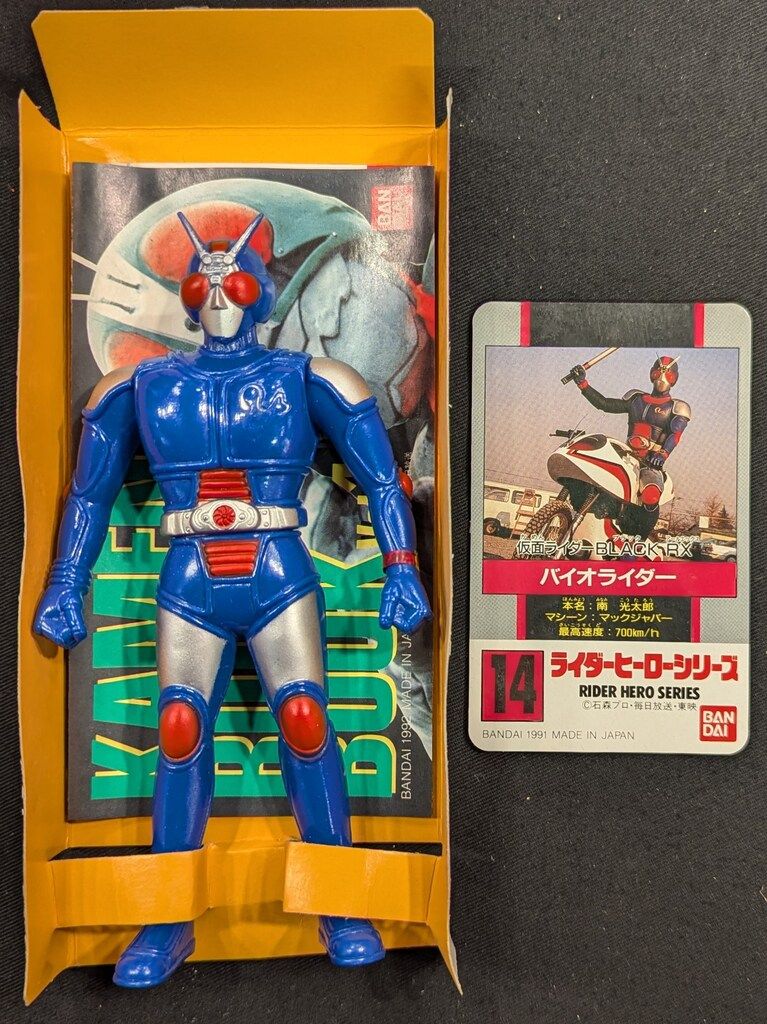 BAN
KAMEN
BOOK
BANDAI 1992 MADE IN JA
仮面ライダーBLACK RX
バイオライダー
本名：南 光太郎
マシーン：マックジャバー
最高速度：700km/h
14
ライダーヒーローシリーズ
RIDER HERO SERIES
©石森プロ・毎日放送・東映
BANDAI 1991 MADE IN JAPAN
BAN
DAI